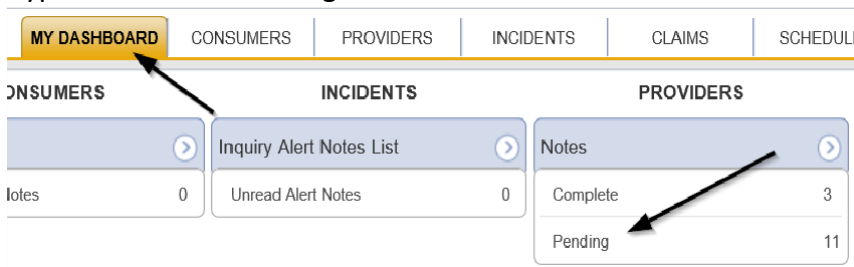 MY DASHBOARD CONSUMERS PROVIDERS INCIDENTS CLAIMS
INCIDENTS PROVIDERS
Inquiry Alert Notes List Notes
0 Unread Alert Notes 0 Complete 3
Pending 11